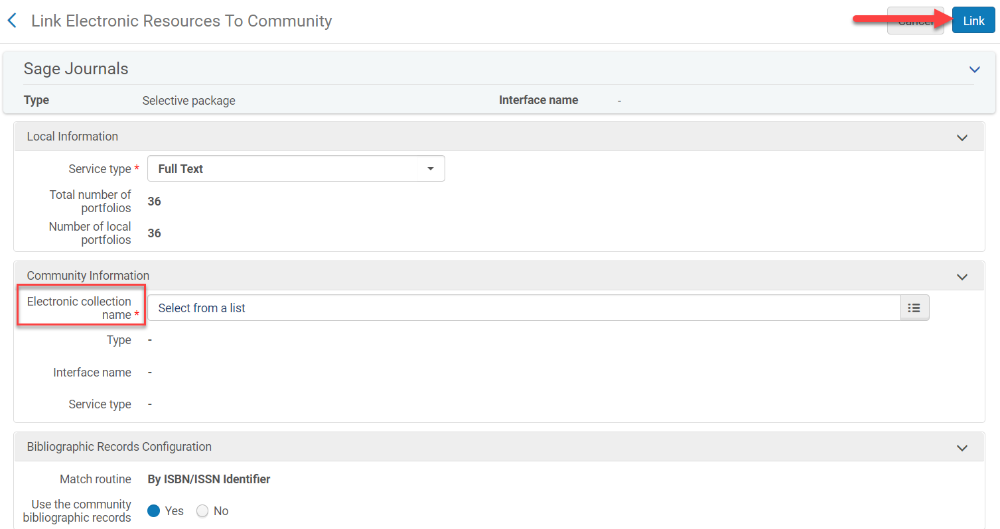 Link Electronic Resources To Community
Cancel Link
Sage Journals
Type Selective package Interface name -
Local Information
Service type * Full Text
Total number of
portfolios 36
Number of local
portfolios 36
Community Information
Electronic collection
name * Select from a list
Type -
Interface name -
Service type -
Bibliographic Records Configuration
Match routine By ISBN/ISSN Identifier
Use the community
bibliographic records Yes No